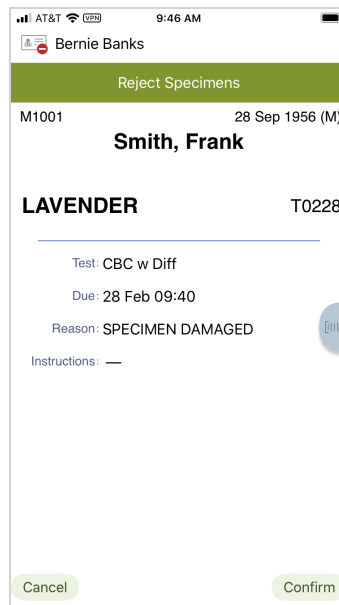 AT&T VPN 9:46 AM
Bernie Banks
Reject Specimens
M1001 28 Sep 1956 (M)
Smith, Frank
LAVENDER T0228
Test: CBC w Diff
Due: 28 Feb 09:40
Reason: SPECIMEN DAMAGED
Instructions: —
Cancel Confirm